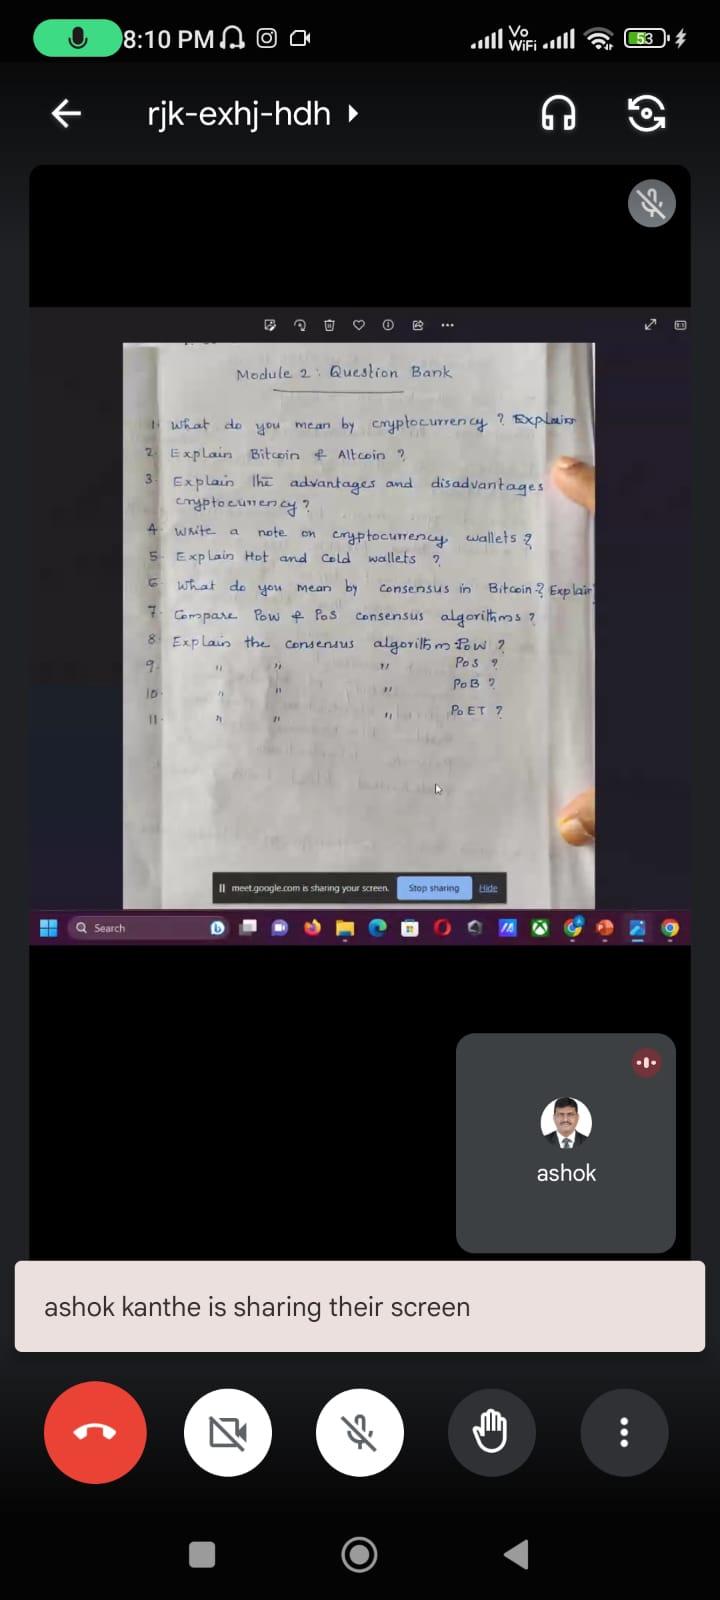 8:10 PM
Vo
WiFi
53
rjk-exhj-hdh
Module 2: Question Bank
1. What do you mean by cryptocurrency? Explain
2. Explain Bitcoin & Altcoin?
3. Explain the advantages and disadvantages
cryptocurrency?
4. Write a note on cryptocurrency wallets?
5. Explain Hot and Cold wallets?
6. What do you mean by consensus in Bitcoin? Explain
7. Compare PoW & PoS consensus algorithms?
8. Explain the consensus algorithm PoW?
9. " " " PoS?
10. " " " PoB?
11. " " " PoET?
meet.google.com is sharing your screen. Stop sharing Hide
Search
ashok
ashok kanthe is sharing their screen